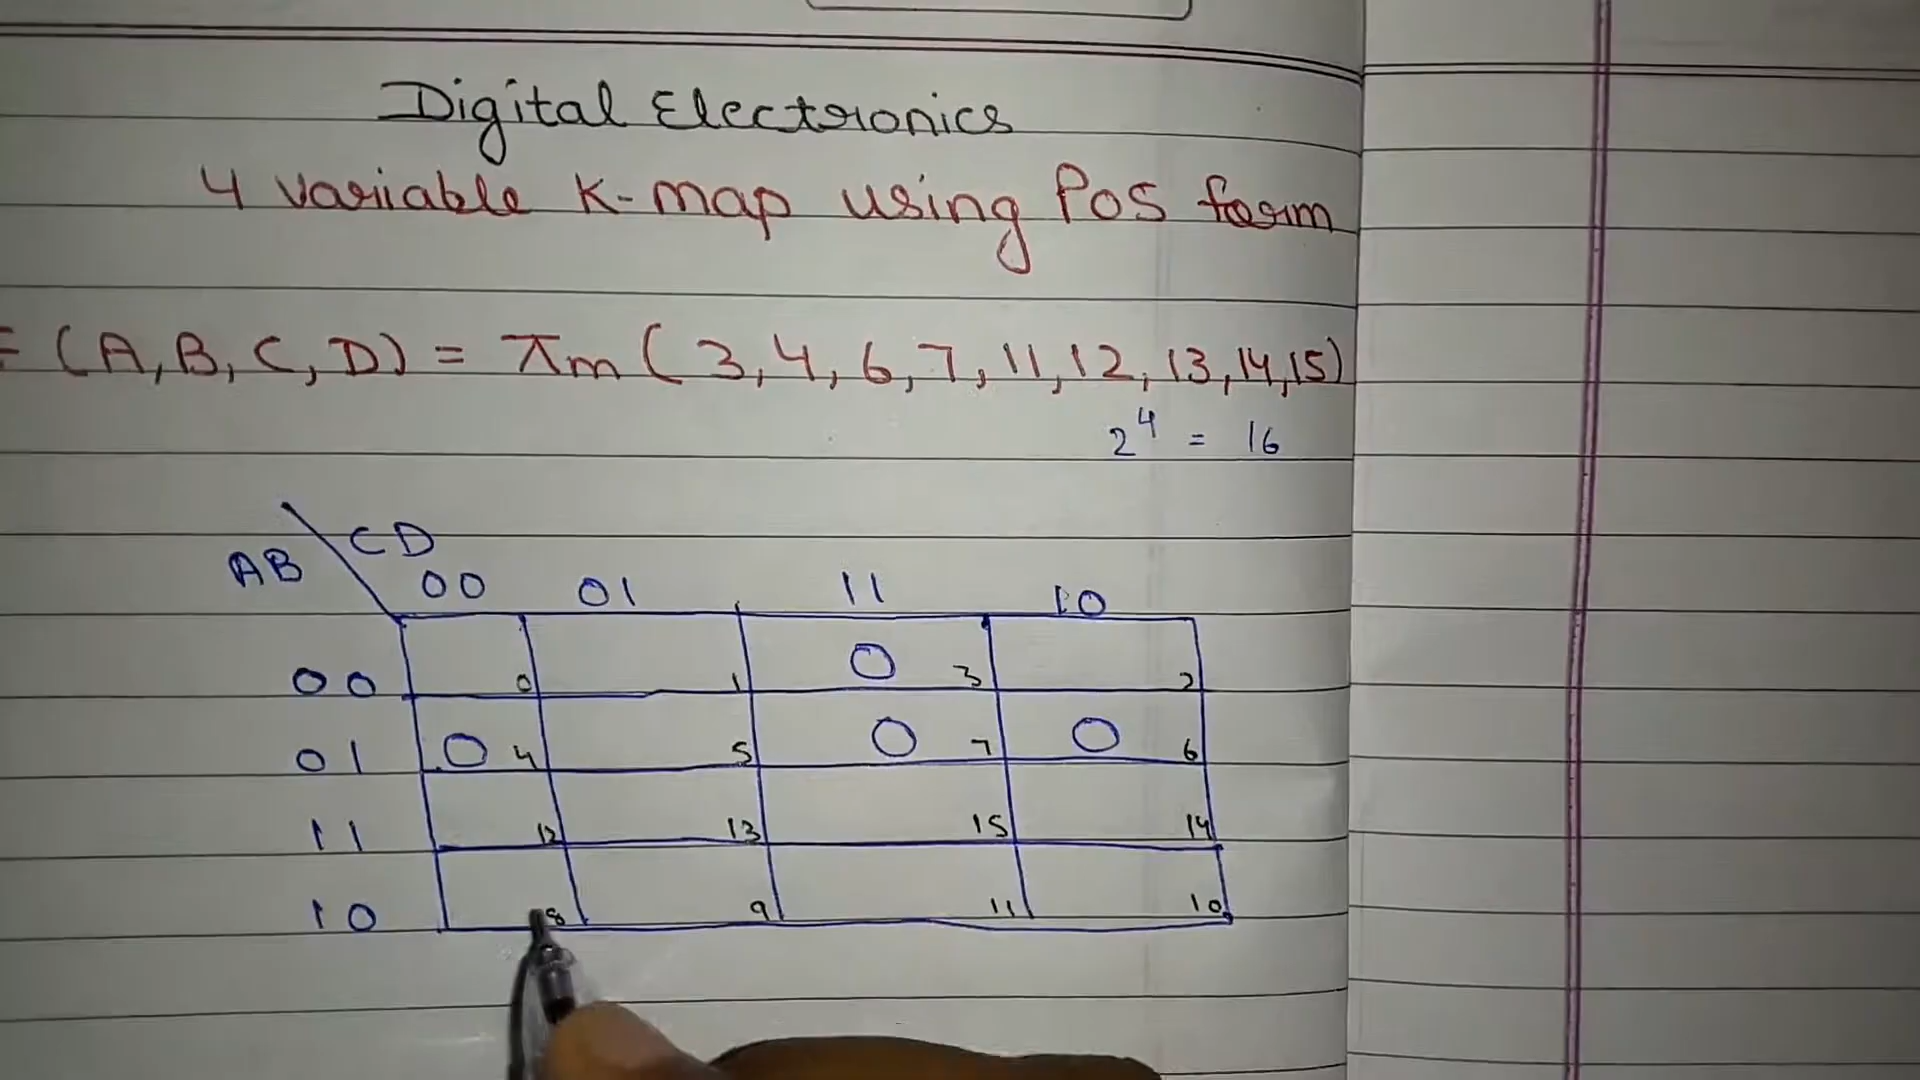 Digital Electronics
4 variable K-map using POS form
F (A, B, C, D) = πm ( 3, 4, 6, 7, 11, 12, 13, 14, 15)
2⁴ = 16
AB \ CD
00 01 11 10
00 0 1 0 3 2
01 0 4 5 0 7 0 6
11 12 13 15 14
10 8 9 11 10